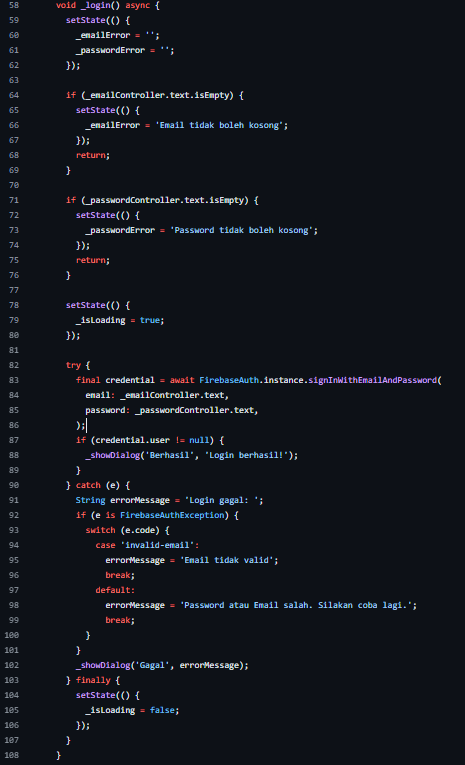 58 void _login() async {
59 setState(() {
60 _emailError = '';
61 _passwordError = '';
62 });
63
64 if (_emailController.text.isEmpty) {
65 setState(() {
66 _emailError = 'Email tidak boleh kosong';
67 });
68 return;
69 }
70
71 if (_passwordController.text.isEmpty) {
72 setState(() {
73 _passwordError = 'Password tidak boleh kosong';
74 });
75 return;
76 }
77
78 setState(() {
79 _isLoading = true;
80 });
81
82 try {
83 final credential = await FirebaseAuth.instance.signInWithEmailAndPassword(
84 email: _emailController.text,
85 password: _passwordController.text,
86 );
87 if (credential.user != null) {
88 _showDialog('Berhasil', 'Login berhasil!');
89 }
90 } catch (e) {
91 String errorMessage = 'Login gagal: ';
92 if (e is FirebaseAuthException) {
93 switch (e.code) {
94 case 'invalid-email':
95 errorMessage = 'Email tidak valid';
96 break;
97 default:
98 errorMessage = 'Password atau Email salah. Silakan coba lagi.';
99 break;
100 }
101 }
102 _showDialog('Gagal', errorMessage);
103 } finally {
104 setState(() {
105 _isLoading = false;
106 });
107 }
108 }